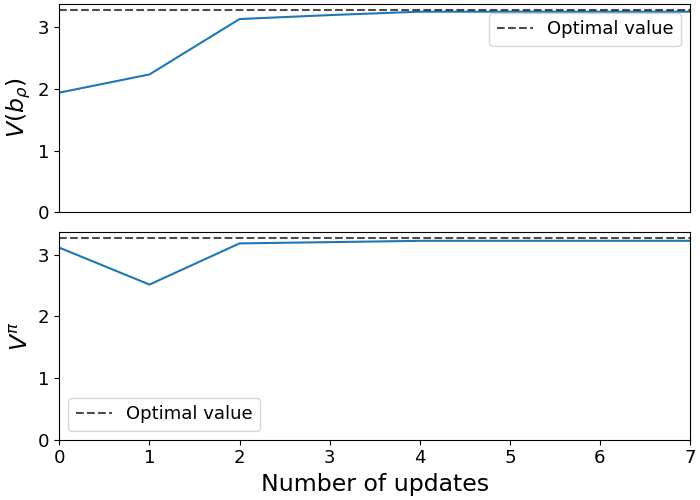 3
2
1
0
V(b_ρ)
Optimal value
3
2
1
0
V^π
Optimal value
0 1 2 3 4 5 6 7
Number of updates